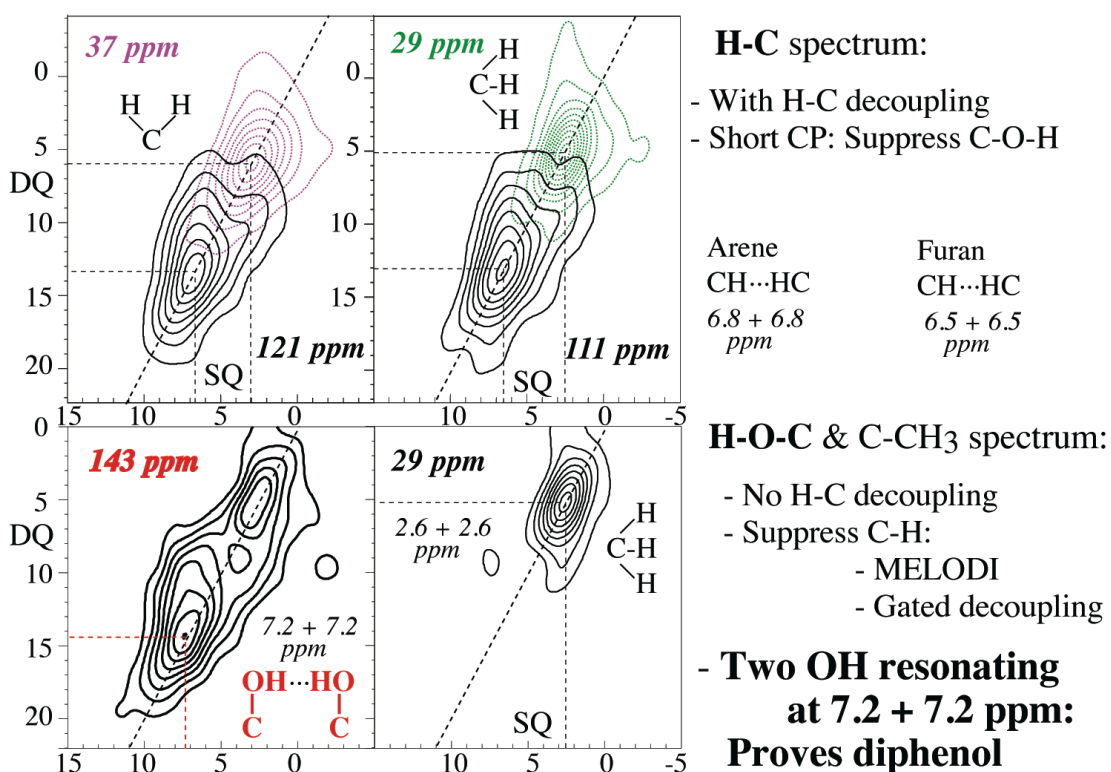 37 ppm
H H
C
0
5
DQ
10
15
20
121 ppm
SQ
15 10 5 0
29 ppm
H
C-H
H
0
5
10
15
20
111 ppm
SQ
10 5 0 -5
H-C spectrum:
- With H-C decoupling
- Short CP: Suppress C-O-H
Arene
CH···HC
6.8 + 6.8
ppm
Furan
CH···HC
6.5 + 6.5
ppm
143 ppm
0
5
DQ
10
15
20
7.2 + 7.2
ppm
OH···HO
C C
15 10 5 0
29 ppm
2.6 + 2.6
ppm
H
C-H
H
SQ
10 5 0 -5
H-O-C & C-CH3 spectrum:
- No H-C decoupling
- Suppress C-H:
- MELODI
- Gated decoupling
- Two OH resonating
at 7.2 + 7.2 ppm:
Proves diphenol